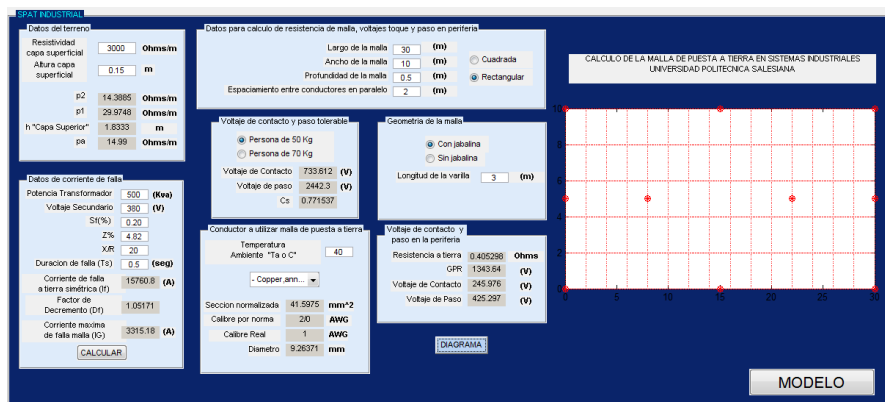 SPAT INDUSTRIAL
Datos del terreno
Resistividad
capa superficial 3000 Ohms/m
Altura capa
superficial 0.15 m
p2 14.3885 Ohms/m
p1 29.9748 Ohms/m
h "Capa Superior" 1.8333 m
pa 14.99 Ohms/m
Datos de corriente de falla
Potencia Transformador 500 (Kva)
Voltaje Secundario 380 (V)
Sf(%) 0.20
Z% 4.82
X/R 20
Duracion de falla (Ts) 0.5 (seg)
Corriente de falla
a tierra simétrica (If) 15760.8 (A)
Factor de
Decremento (Df) 1.05171
Corriente maxima
de falla malla (IG) 3315.18 (A)
CALCULAR
Datos para calculo de resistencia de malla, voltajes toque y paso en periferia
Largo de la malla 30 (m)
Ancho de la malla 10 (m)
Profundidad de la malla 0.5 (m)
Espaciamiento entre conductores en paralelo 2 (m)
Cuadrada
Rectangular
Voltaje de contacto y paso tolerable
Persona de 50 Kg
Persona de 70 Kg
Voltaje de Contacto 733.612 (V)
Voltaje de paso 2442.3 (V)
Cs 0.771537
Geometria de la malla
Con jabalina
Sin jabalina
Longitud de la varilla 3 (m)
Conductor a utilizar malla de puesta a tierra
Temperatura
Ambiente "Ta o C" 40
- Copper,ann...
Seccion normalizada 41.5975 mm^2
Calibre por norma 2/0 AWG
Calibre Real 1 AWG
Diametro 9.26371 mm
Voltaje de contacto y
paso en la periferia
Resistencia a tierra 0.405298 Ohms
GPR 1343.64 (V)
Voltaje de Contacto 245.976 (V)
Voltaje de Paso 425.297 (V)
DIAGRAMA
CALCULO DE LA MALLA DE PUESTA A TIERRA EN SISTEMAS INDUSTRIALES
UNIVERSIDAD POLITECNICA SALESIANA
10
8
6
4
2
0
0 5 10 15 20 25 30
MODELO